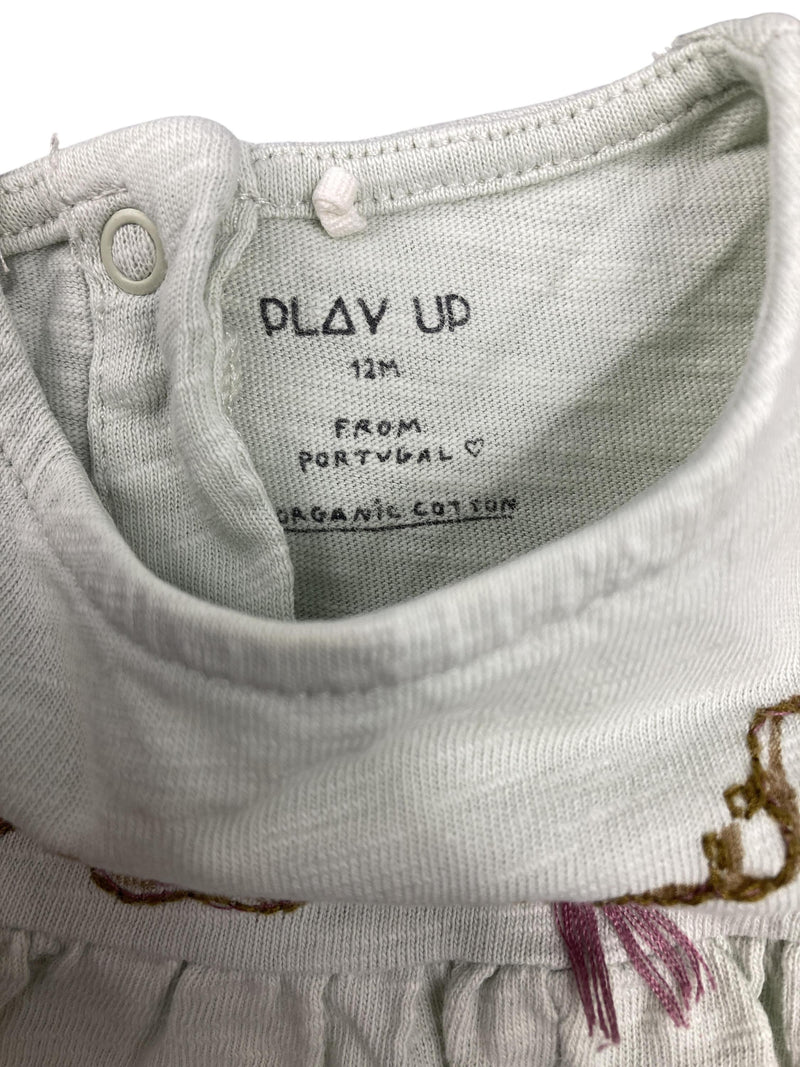 PLAY UP
12M
FROM
PORTUGAL ♡
ORGANIC COTTON